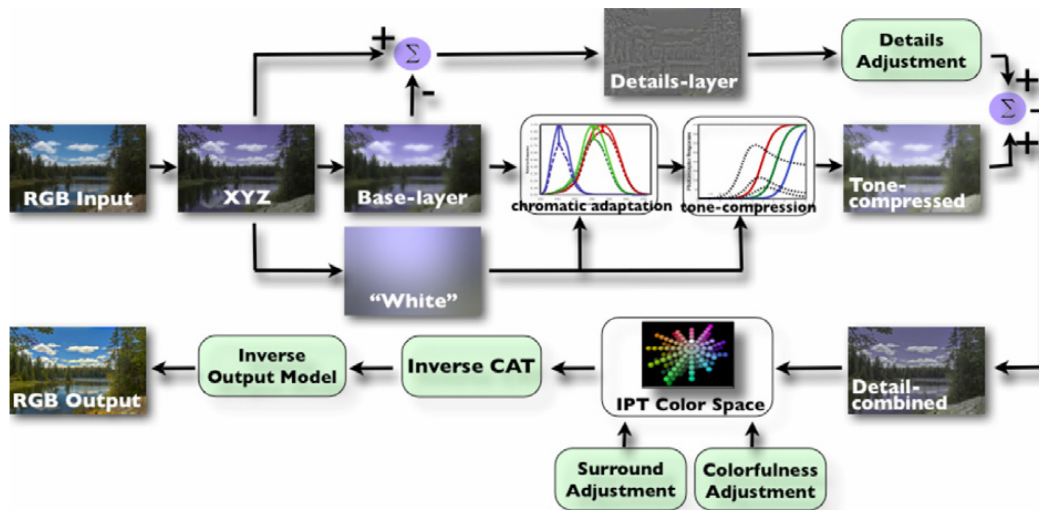 +
Σ
-
Details-layer
Details
Adjustment
+
Σ
+
RGB Input
XYZ
Base-layer
chromatic adaptation
tone-compression
Tone-
compressed
“White”
RGB Output
Inverse
Output Model
Inverse CAT
IPT Color Space
Detail-
combined
Surround
Adjustment
Colorfulness
Adjustment